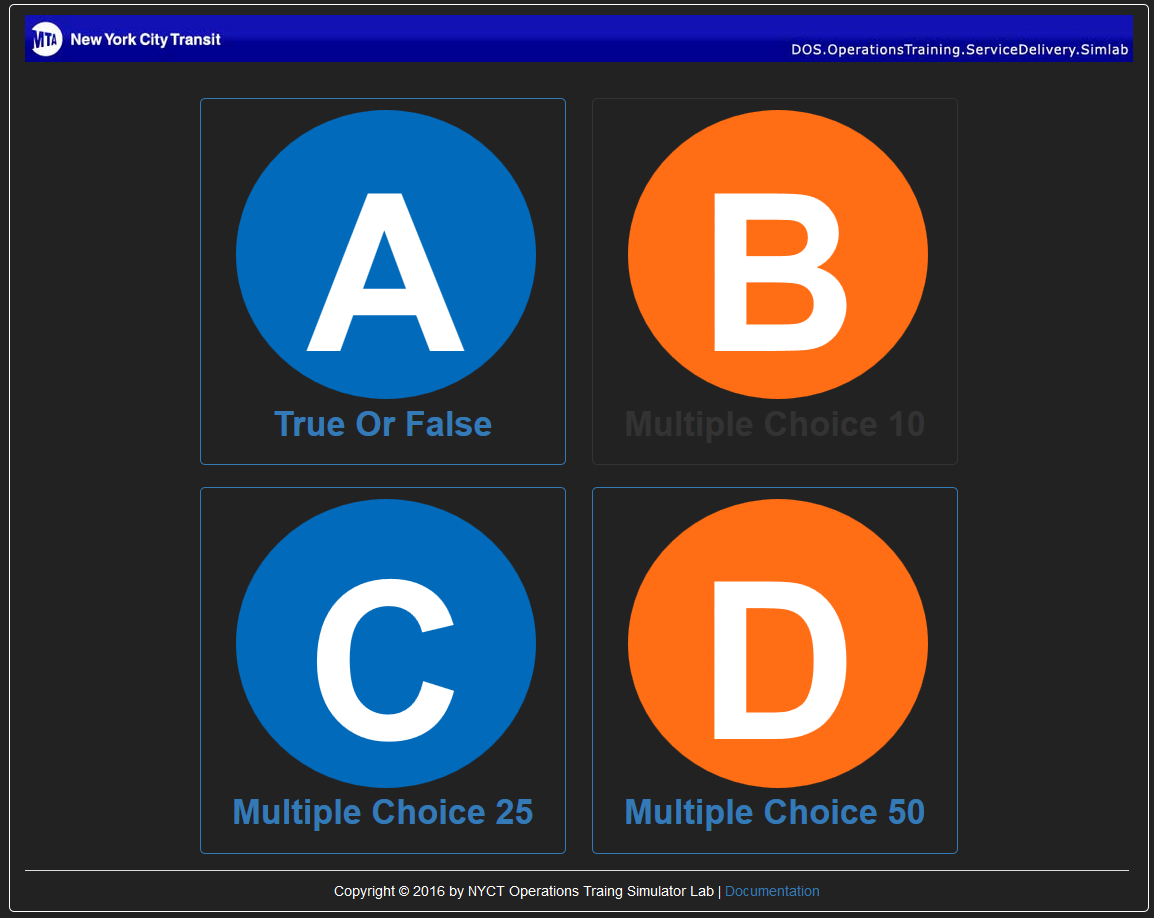 MTA New York City Transit
DOS.OperationsTraining.ServiceDelivery.Simlab
A
True Or False
B
Multiple Choice 10
C
Multiple Choice 25
D
Multiple Choice 50
Copyright © 2016 by NYCT Operations Traing Simulator Lab | Documentation